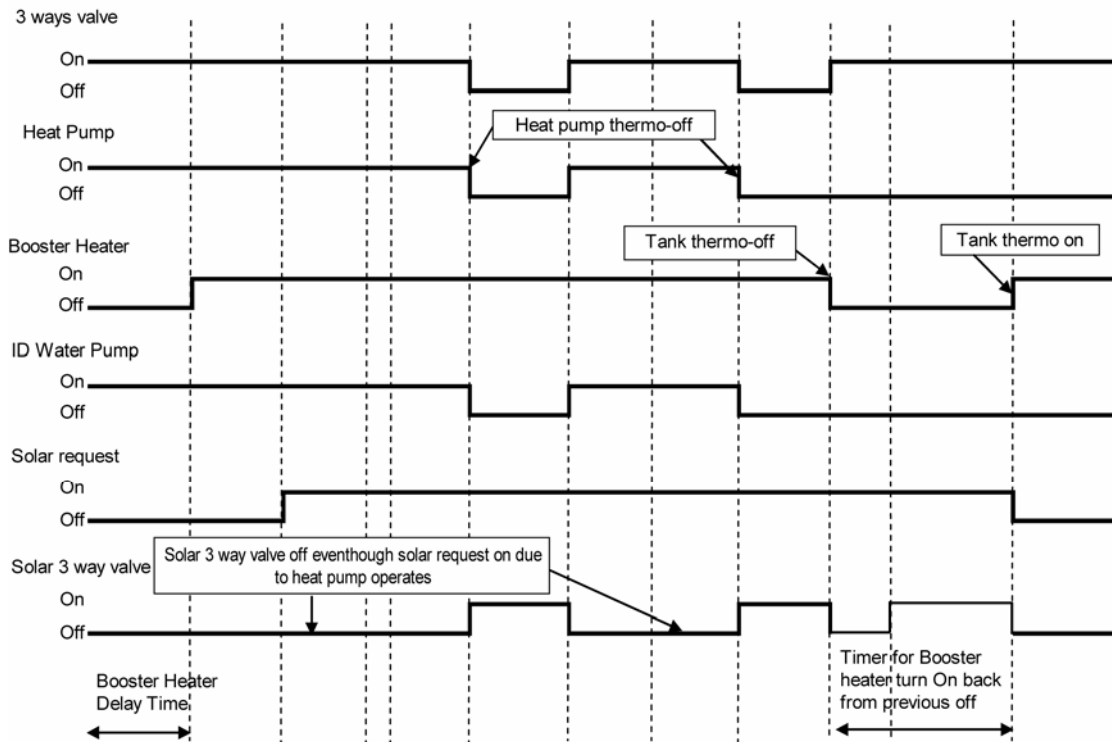 3 ways valve
On
Off
Heat pump thermo-off
Heat Pump
On
Off
Tank thermo-off
Tank thermo on
Booster Heater
On
Off
ID Water Pump
On
Off
Solar request
On
Off
Solar 3 way valve off eventhough solar request on due
to heat pump operates
Solar 3 way valve
On
Off
Booster Heater
Delay Time
Timer for Booster
heater turn On back
from previous off